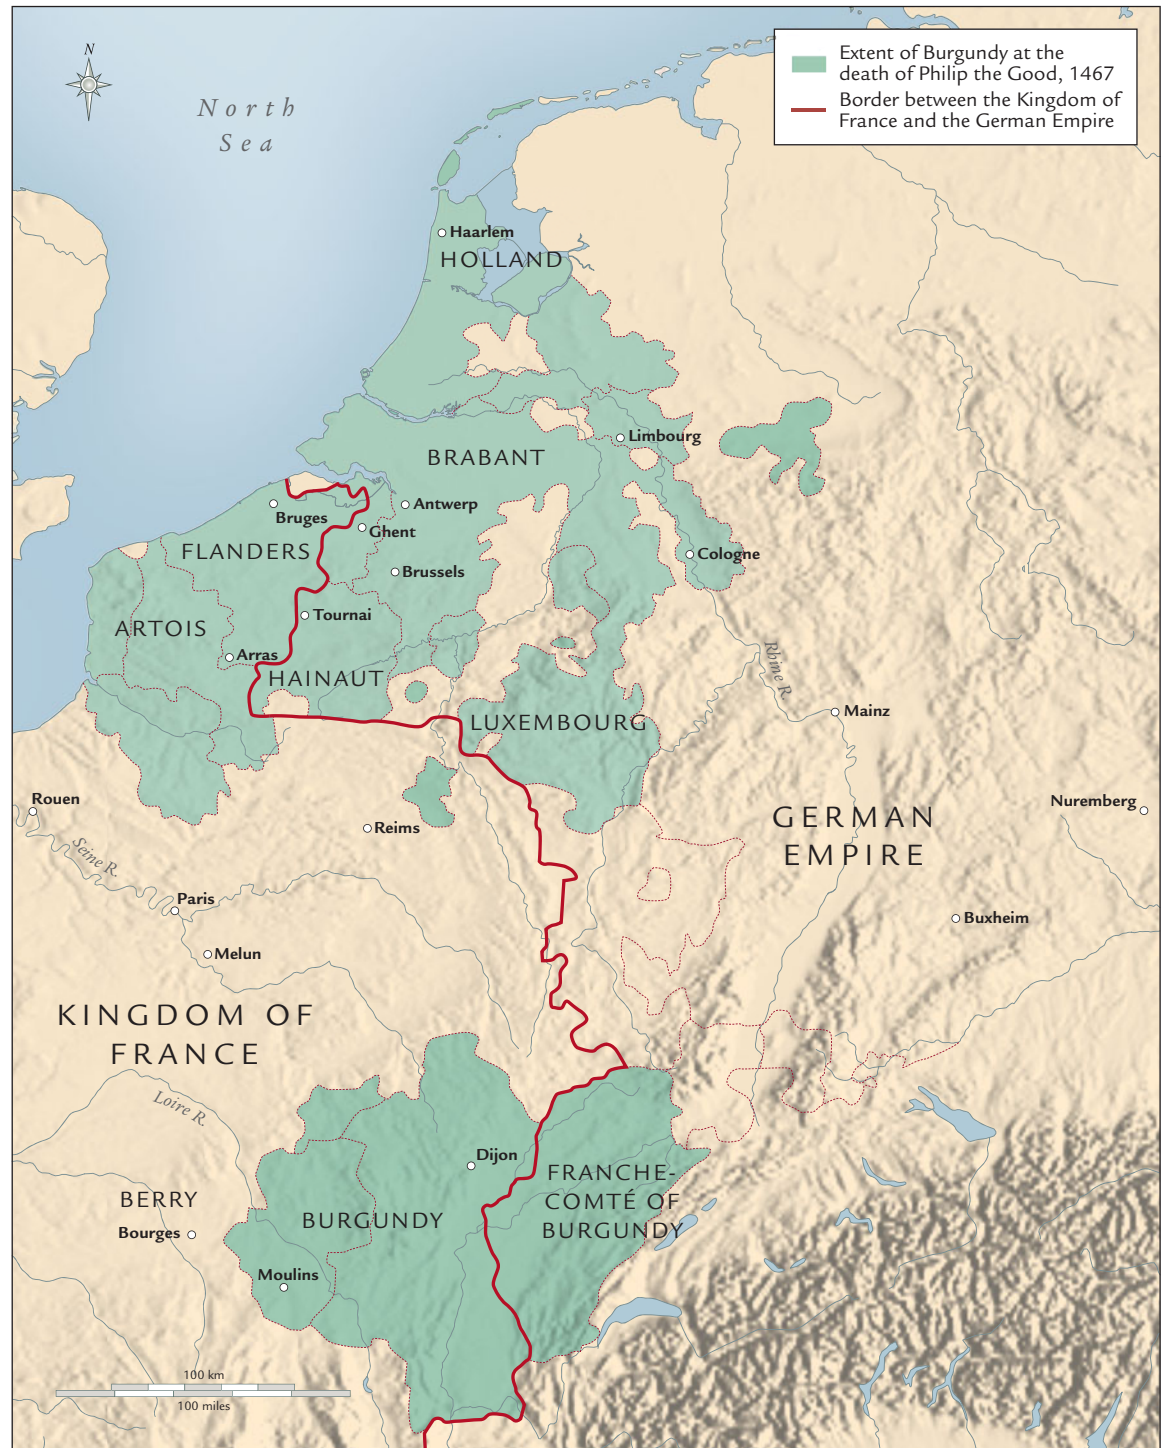 N
North
Sea
Extent of Burgundy at the
death of Philip the Good, 1467
Border between the Kingdom of
France and the German Empire
Haarlem
HOLLAND
Limbourg
BRABANT
Antwerp
Bruges
Ghent
FLANDERS
Cologne
Brussels
Tournai
ARTOIS
Arras
HAINAUT
Rhine R.
Mainz
LUXEMBOURG
Rouen
Nuremberg
GERMAN
EMPIRE
Reims
Seine R.
Paris
Buxheim
Melun
KINGDOM OF
FRANCE
Loire R.
Dijon
FRANCHE-
COMTÉ OF
BURGUNDY
BERRY
BURGUNDY
Bourges
Moulins
100 km
100 miles